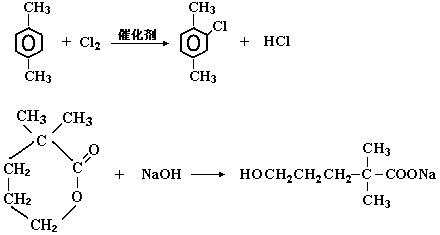 CH₃ CH₃
+ Cl₂ 催化剂 Cl + HCl
CH₃ CH₃
CH₃ CH₃
C O CH₃
CH₂ C + NaOH HOCH₂CH₂CH₂–C–COONa
CH₂ O CH₃
CH₂